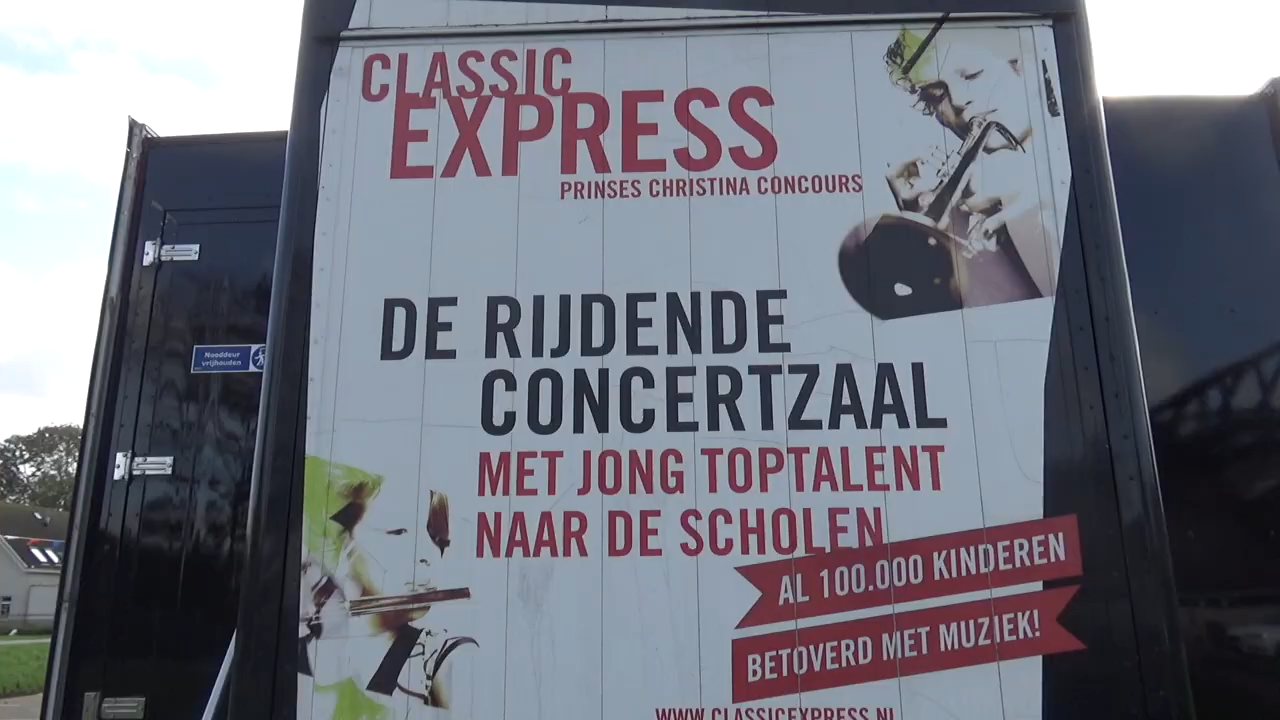 CLASSIC
EXPRESS
PRINSES CHRISTINA CONCOURS
DE RIJDENDE
CONCERTZAAL
MET JONG TOPTALENT
NAAR DE SCHOLEN
AL 100.000 KINDEREN
BETOVERD MET MUZIEK!
WWW.CLASSICEXPRESS.NL
Nooddeur
vrijhouden